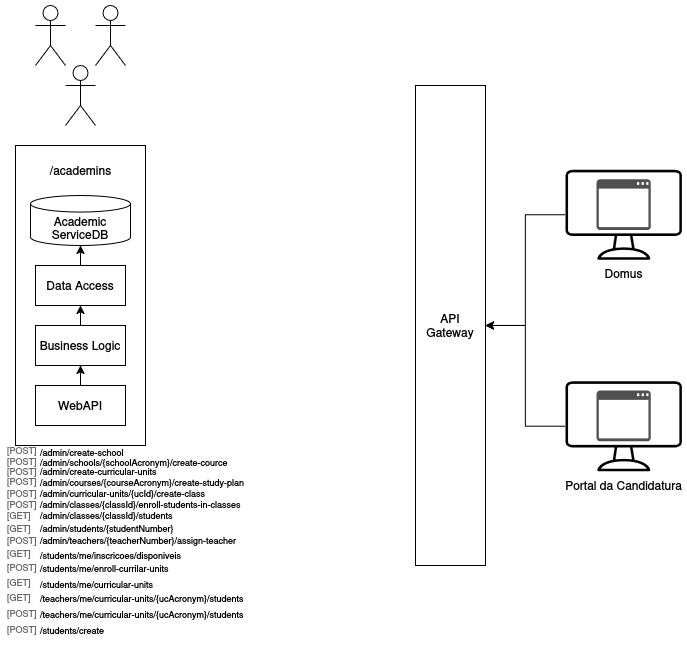 /academins
Academic
ServiceDB
Data Access
Business Logic
WebAPI
API
Gateway
Domus
Portal da Candidatura
[POST] /admin/create-school
[POST] /admin/schools/{schoolAcronym}/create-cource
[POST] /admin/create-curricular-units
[POST] /admin/courses/{courseAcronym}/create-study-plan
[POST] /admin/curricular-units/{ucId}/create-class
[POST] /admin/classes/{classId}/enroll-students-in-classes
[GET] /admin/classes/{classId}/students
[GET] /admin/students/{studentNumber}
[POST] /admin/teachers/{teacherNumber}/assign-teacher
[GET] /students/me/inscricoes/disponiveis
[POST] /students/me/enroll-currilar-units
[GET] /students/me/curricular-units
[GET] /teachers/me/curricular-units/{ucAcronym}/students
[POST] /teachers/me/curricular-units/{ucAcronym}/students
[POST] /students/create